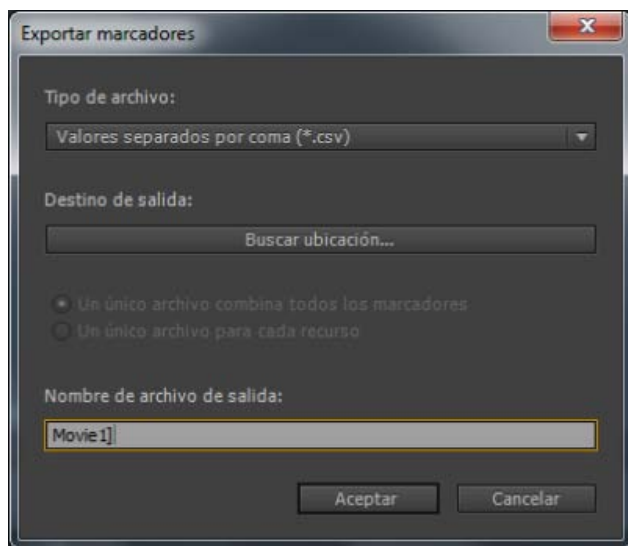 Exportar marcadores
Tipo de archivo:
Valores separados por coma (*.csv)
Destino de salida:
Buscar ubicación...
Un único archivo combina todos los marcadores
Un único archivo para cada recurso
Nombre de archivo de salida:
Movie1]
Aceptar
Cancelar